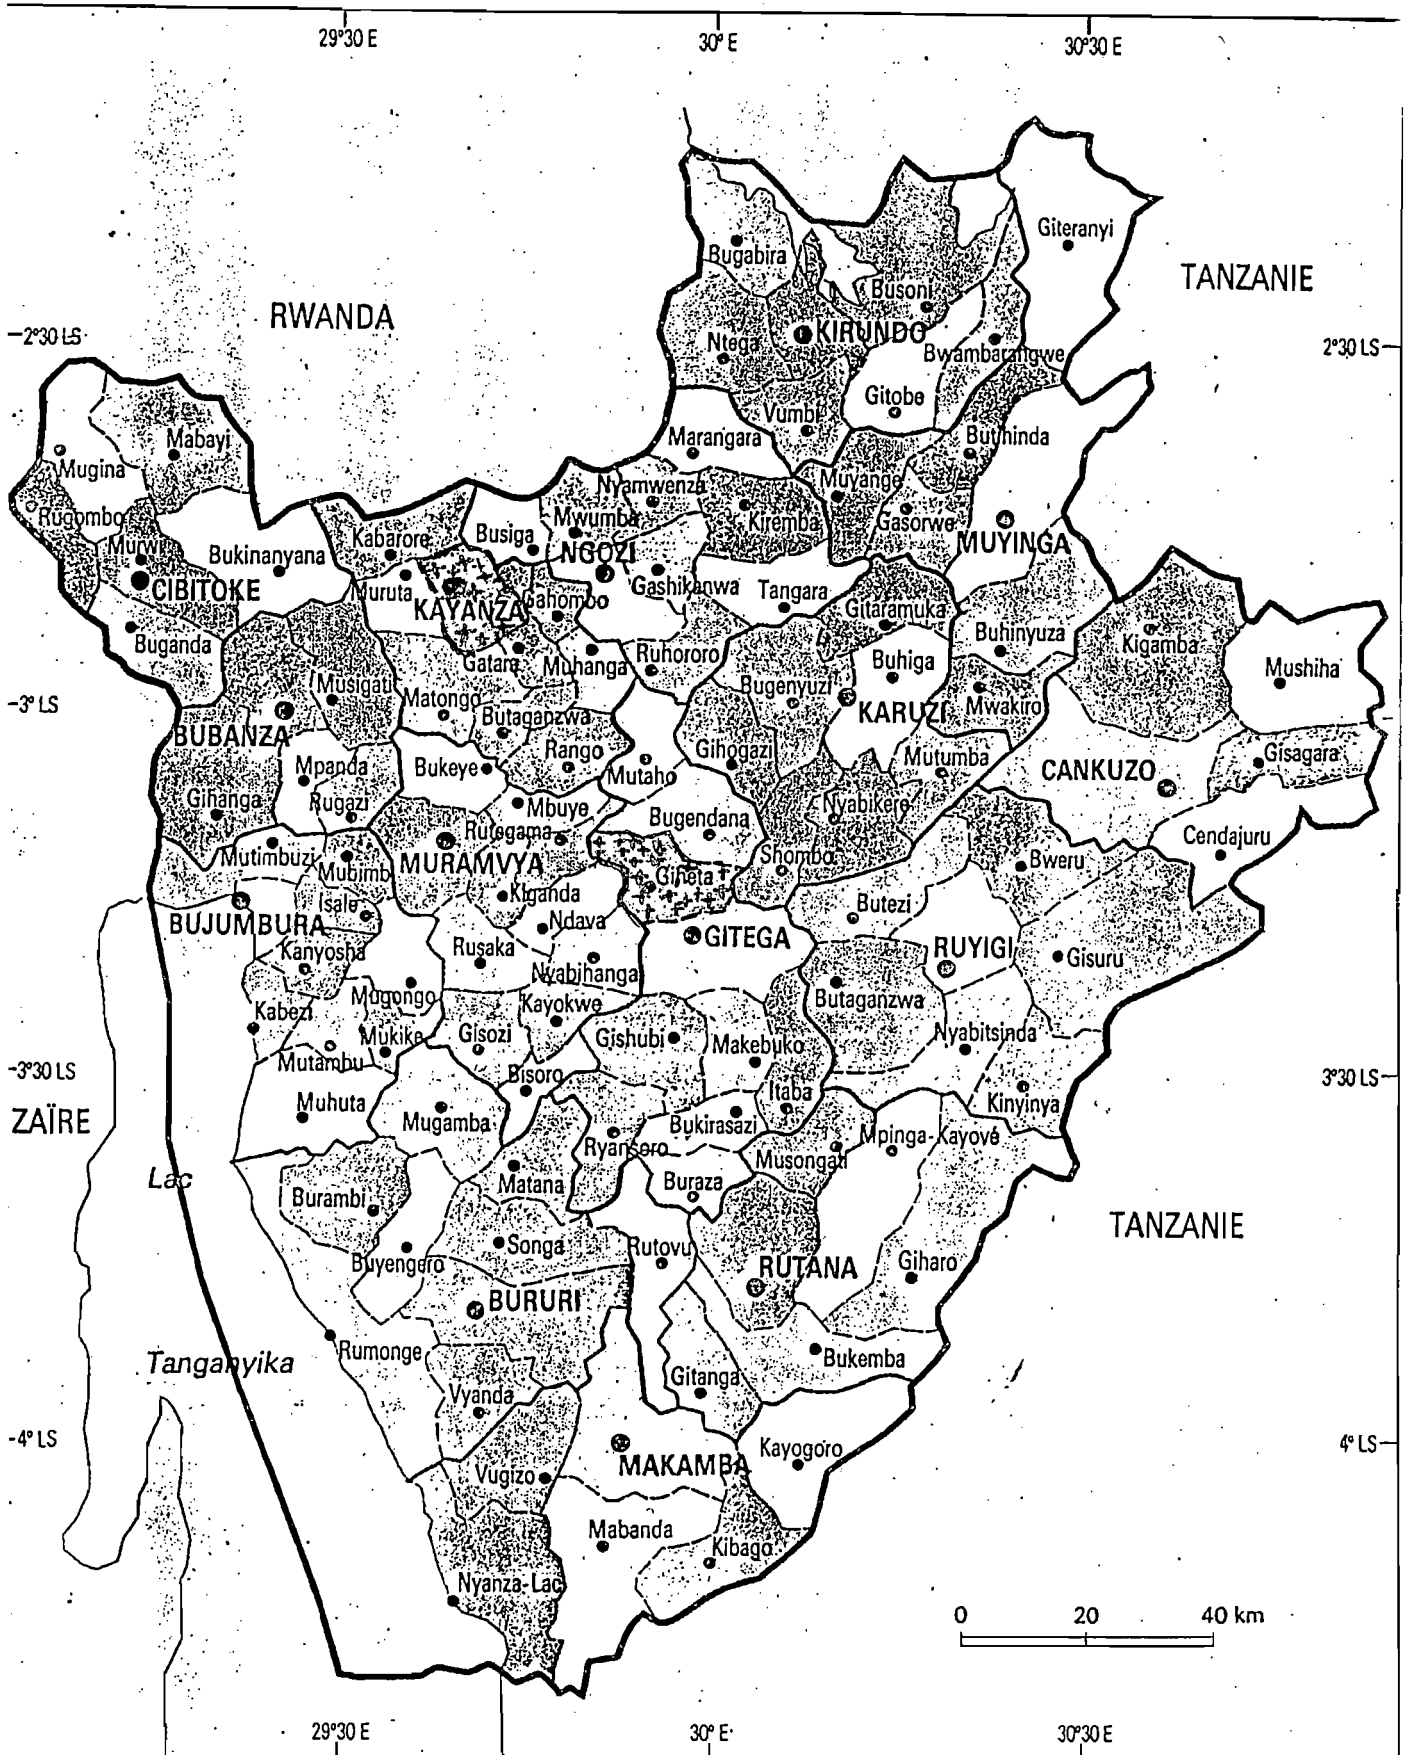 29°30 E
30° E
30°30 E
Giteranyi
Bugabira
TANZANIE
Busoni
RWANDA
KIRUNDO
2°30 LS
2°30 LS
Ntega
Bwambarangwe
Gitobe
Vumbi
Marangara
Butihinda
Mabayi
Mugina
Nyamwenza
Muyange
Rugombo
Mwumba
Kiremba
Gasorwe
Murwi
Bukinanyana
Kabarore
Busiga
NGOZI
MUYINGA
CIBITOKE
Muruta
KAYANZA
Gahombo
Gashikanwa
Tangara
Gitaramuka
Buganda
Gatara
Muhanga
Ruhororo
Buhiga
Buhinyuza
Kigamba
Mushiha
Musigati
Matongo
Bugenyuzi
KARUZI
Mwakiro
3° LS
BUBANZA
Butaganzwa
Rango
Mutaho
Gihogazi
Mutumba
Gisagara
Mpanda
Bukeye
CANKUZO
Gihanga
Rugazi
Mbuye
Bugendana
Nyabikere
Rutegama
Cendajuru
Mutimbuzi
Mubimbi
MURAMVYA
Shombo
Bweru
Giheta
Isale
Kiganda
Butezi
BUJUMBURA
Ndava
GITEGA
RUYIGI
Kanyosha
Rusaka
Nyabihanga
Gisuru
Mugongo
Kayokwe
Butaganzwa
Kabezi
Mukike
Gisozi
Gishubi
Makebuko
Nyabitsinda
Mutambu
3°30 LS
Bisoro
Itaba
3°30 LS
Muhuta
Kinyinya
ZAÏRE
Mugamba
Bukirasazi
Ryansoro
Mpinga-Kayove
Musongati
Lac
Burambi
Matana
Buraza
TANZANIE
Songa
Rutovu
Buyengero
RUTANA
Giharo
BURURI
Rumonge
Bukemba
Tanganyika
Gitanga
Vyanda
4° LS
Kayogoro
4° LS
MAKAMBA
Vugizo
Mabanda
Kibago
Nyanza-Lac
0 20 40 km
29°30 E
30° E
30°30 E